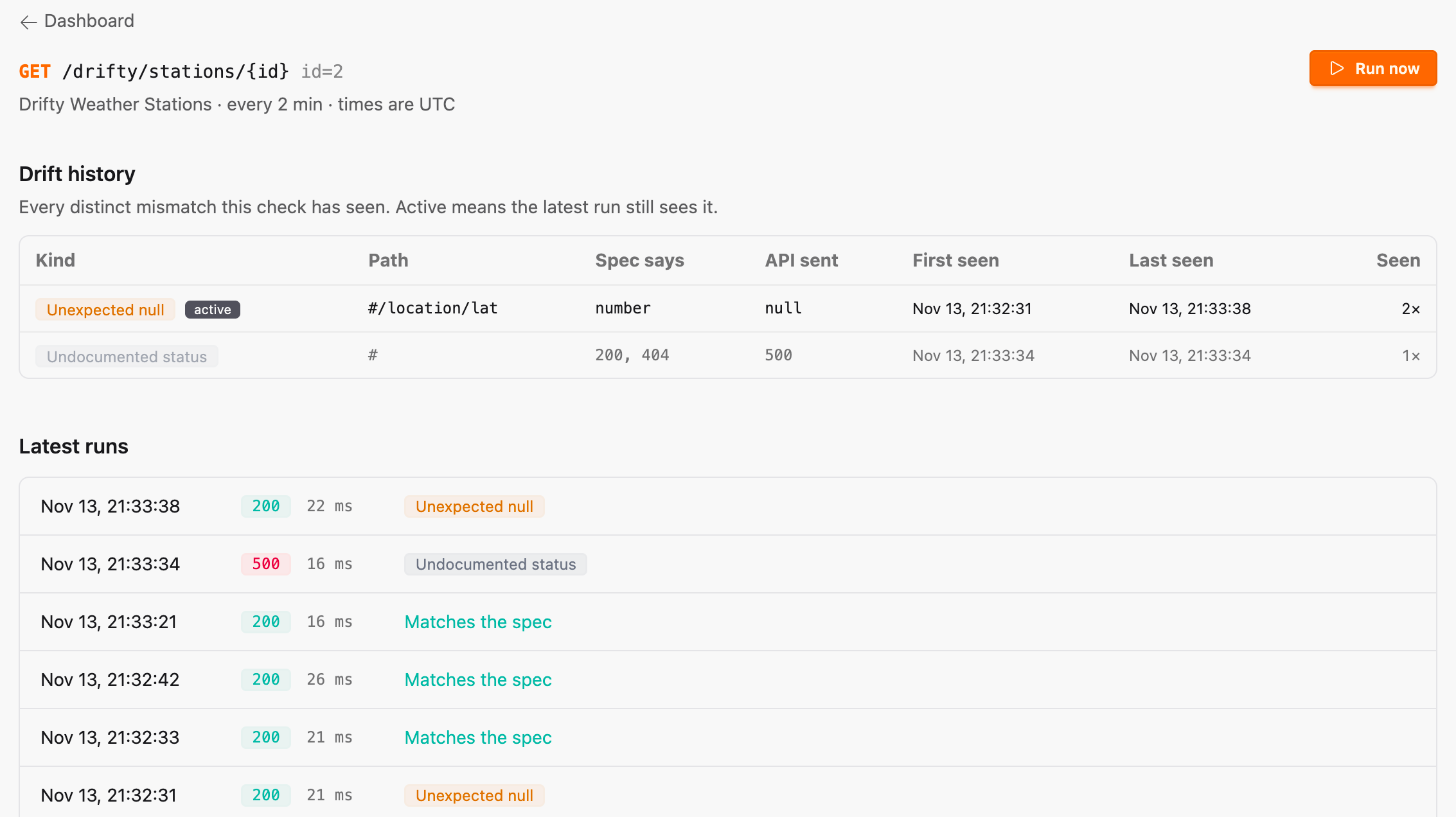 ← Dashboard
GET /drifty/stations/{id} id=2
Run now
Drifty Weather Stations · every 2 min · times are UTC
Drift history
Every distinct mismatch this check has seen. Active means the latest run still sees it.
Kind Path Spec says API sent First seen Last seen Seen
Unexpected null active #/location/lat number null Nov 13, 21:32:31 Nov 13, 21:33:38 2×
Undocumented status # 200, 404 500 Nov 13, 21:33:34 Nov 13, 21:33:34 1×
Latest runs
Nov 13, 21:33:38 200 22 ms Unexpected null
Nov 13, 21:33:34 500 16 ms Undocumented status
Nov 13, 21:33:21 200 16 ms Matches the spec
Nov 13, 21:32:42 200 26 ms Matches the spec
Nov 13, 21:32:33 200 21 ms Matches the spec
Nov 13, 21:32:31 200 21 ms Unexpected null